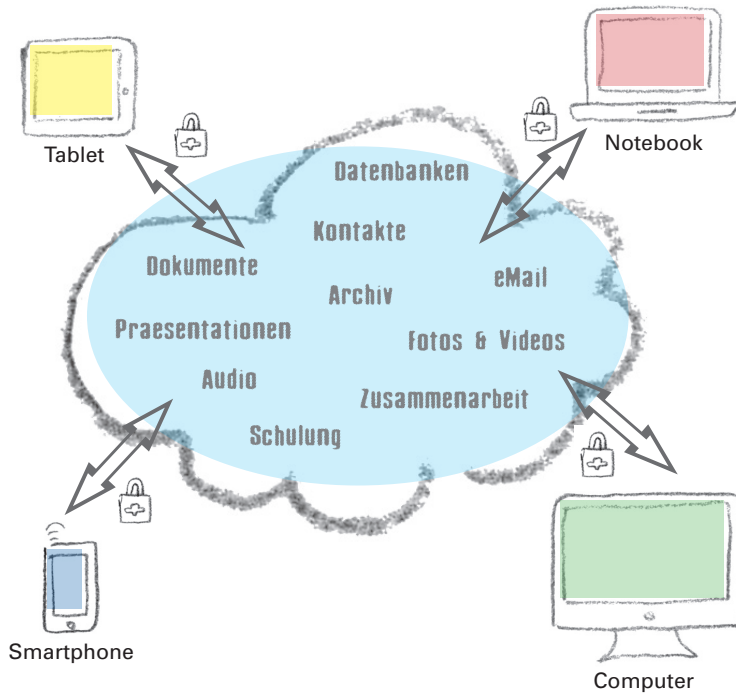 Tablet
Notebook
Datenbanken
Kontakte
Dokumente
eMail
Archiv
Praesentationen
Fotos & Videos
Audio
Zusammenarbeit
Schulung
Smartphone
Computer